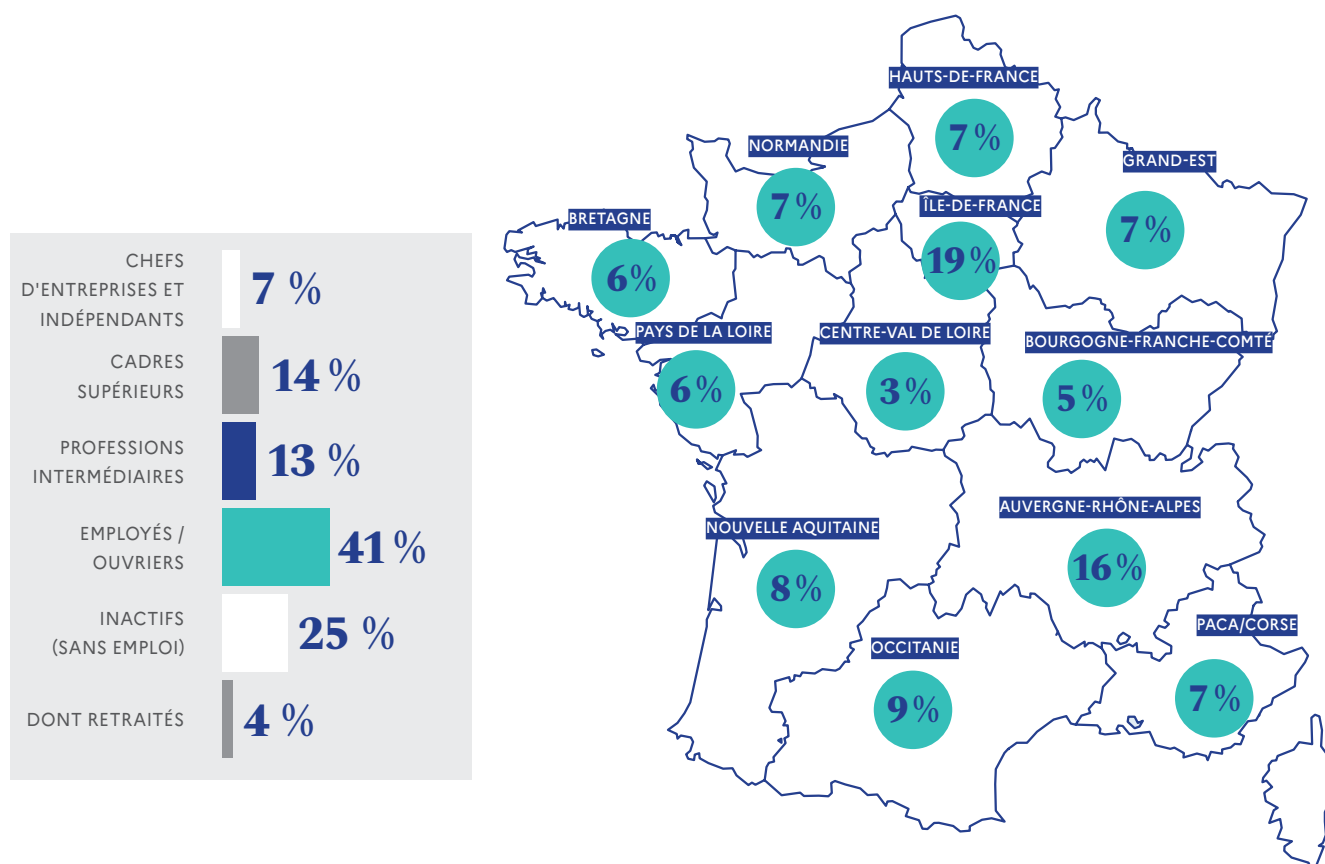 CHEFS
D'ENTREPRISES ET
INDÉPENDANTS
7 %
CADRES
SUPÉRIEURS
14 %
PROFESSIONS
INTERMÉDIAIRES
13 %
EMPLOYÉS /
OUVRIERS
41 %
INACTIFS
(SANS EMPLOI)
25 %
DONT RETRAITÉS
4 %
HAUTS-DE-FRANCE
7 %
NORMANDIE
7 %
GRAND-EST
7 %
ÎLE-DE-FRANCE
19 %
BRETAGNE
6 %
PAYS DE LA LOIRE
6 %
CENTRE-VAL DE LOIRE
3 %
BOURGOGNE-FRANCHE-COMTÉ
5 %
AUVERGNE-RHÔNE-ALPES
16 %
NOUVELLE AQUITAINE
8 %
PACA/CORSE
7 %
OCCITANIE
9 %